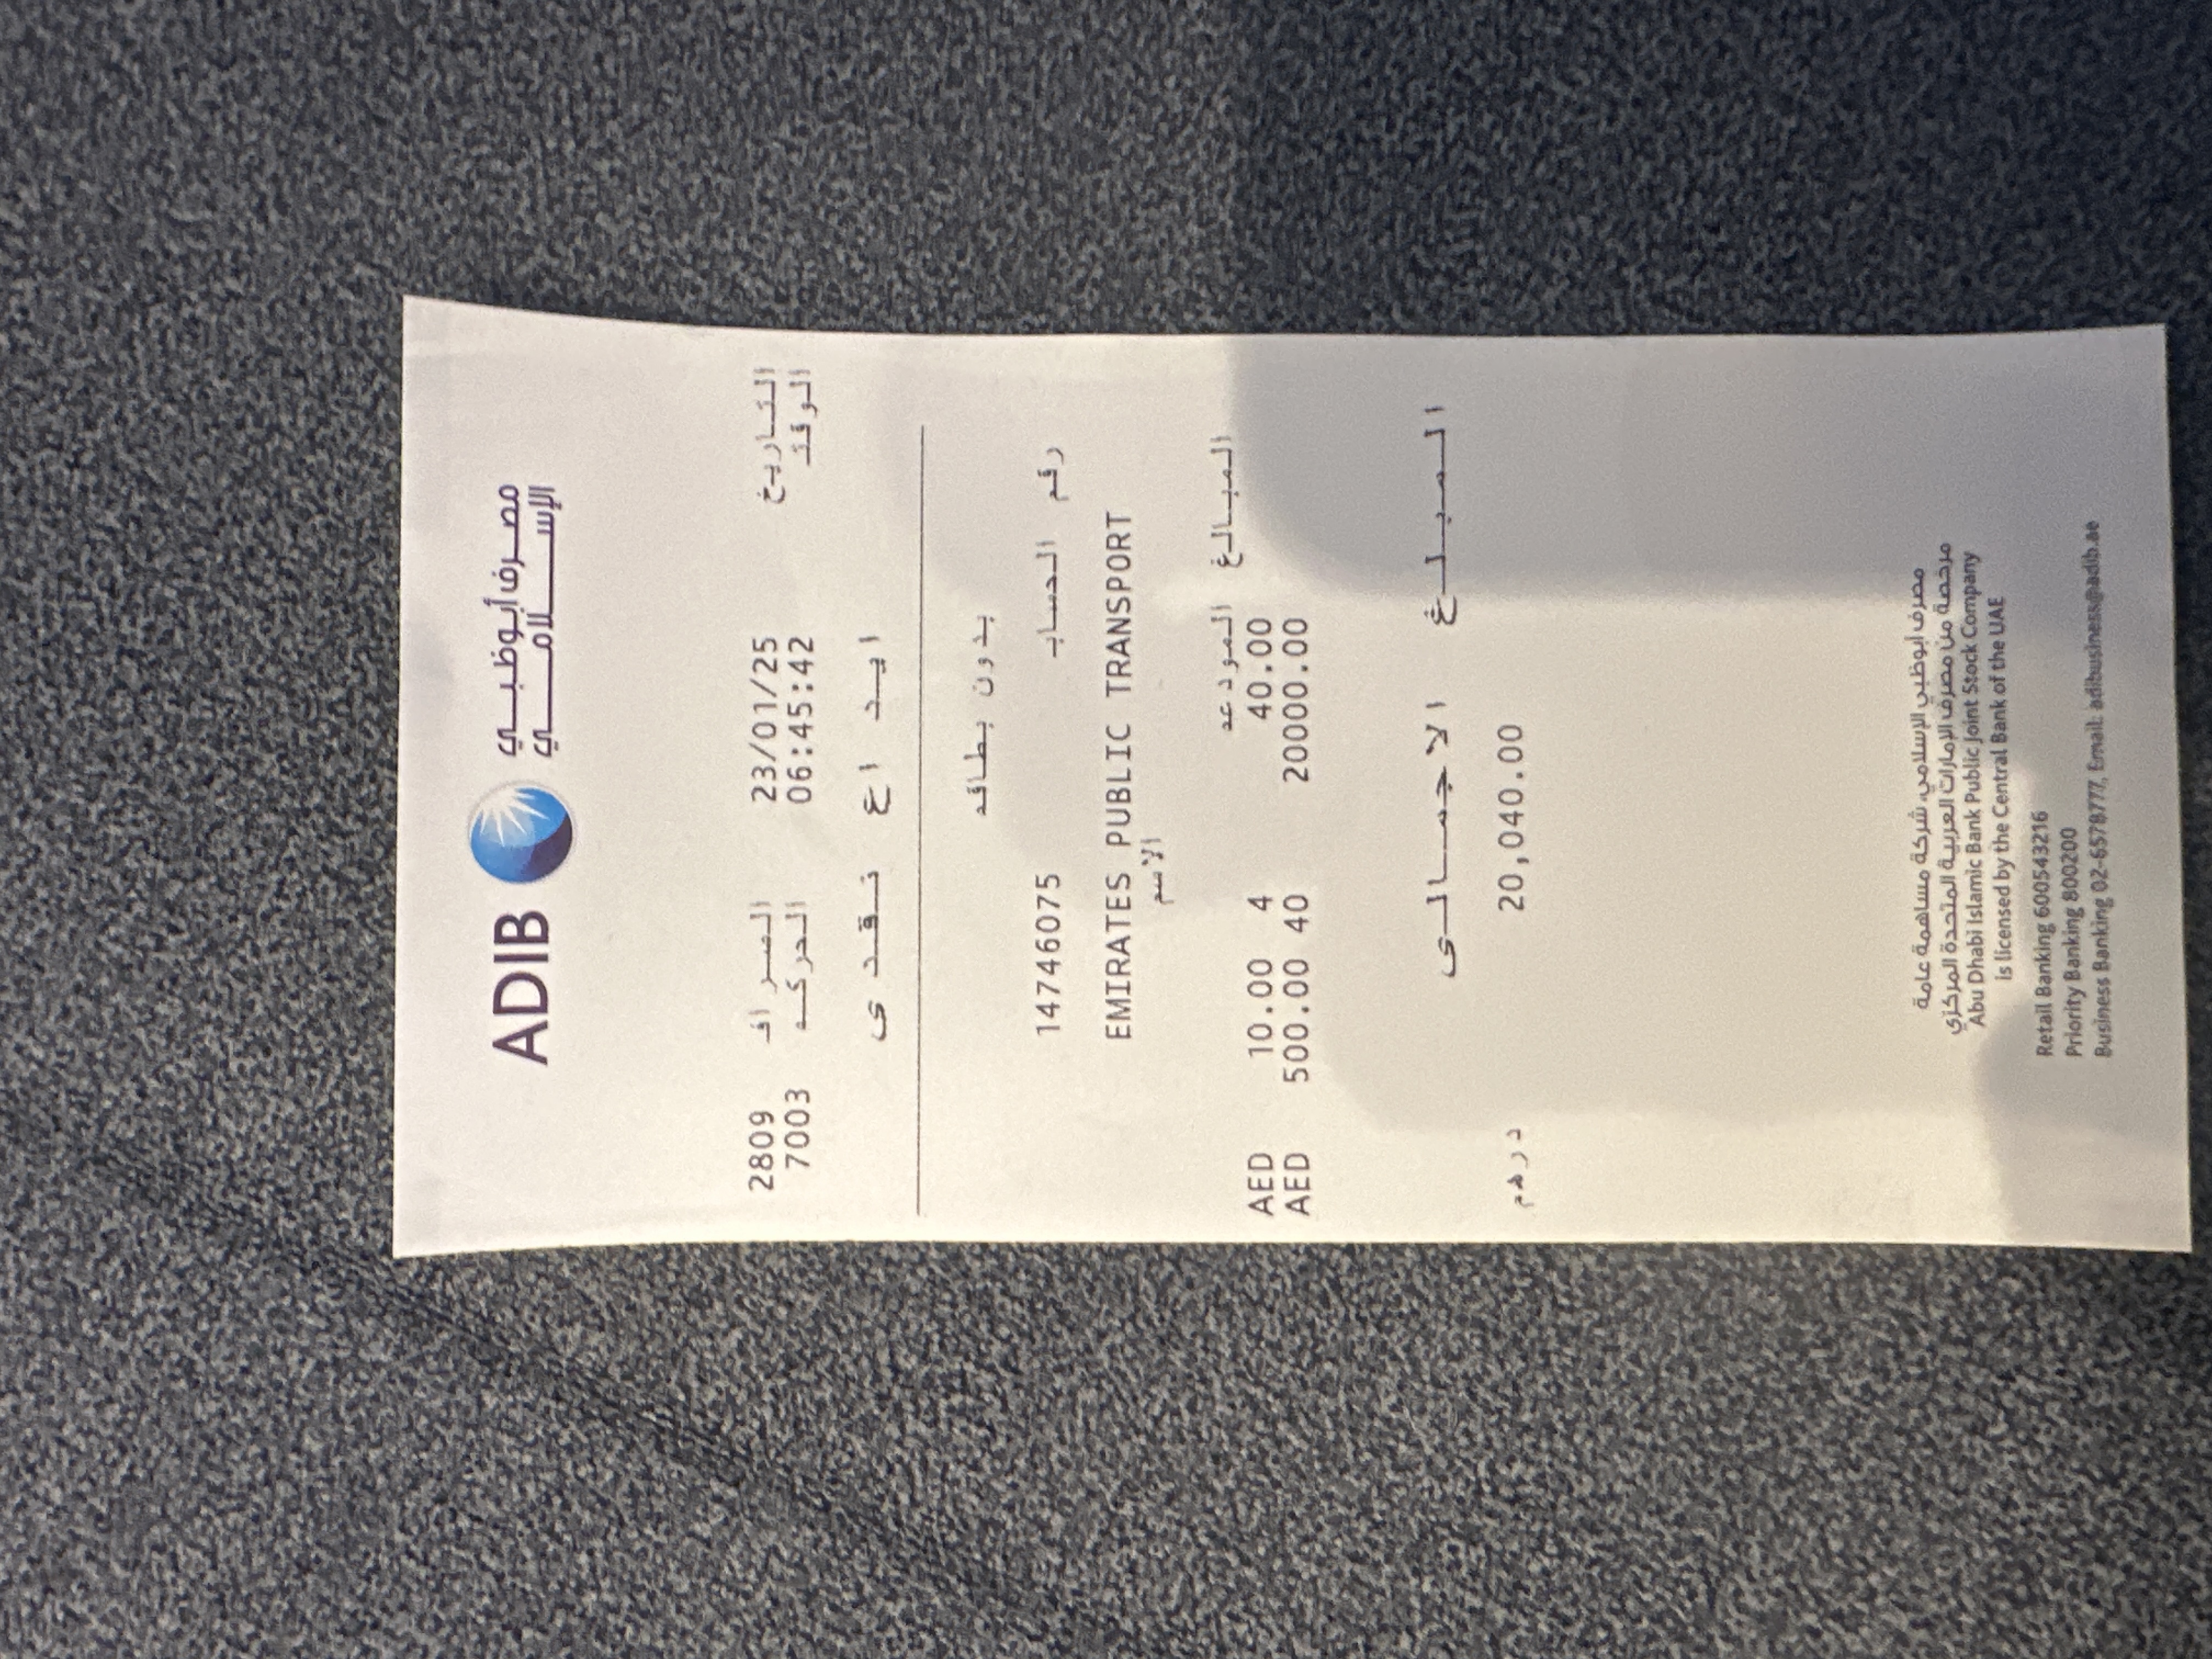 ADIB مصرف أبوظبي
الإسلامي
2809 الصراف 23/01/25 التاريخ
7003 الحركة 06:45:42 الوقت
ايداع نقدى
بدون بطاقة
14746075 رقم الحساب
EMIRATES PUBLIC TRANSPORT
الاسم
المبالغ المودعة
AED 10.00 4 40.00
AED 500.00 40 20000.00
المبلغ الاجمالى
درهم 20,040.00
مصرف أبوظبي الإسلامي، شركة مساهمة عامة
مرخصة من مصرف الإمارات العربية المتحدة المركزي
Abu Dhabi Islamic Bank Public Joint Stock Company
is licensed by the Central Bank of the UAE
Retail Banking 600543216
Priority Banking 800200
Business Banking 02-6578777, Email: adibusiness@adib.ae